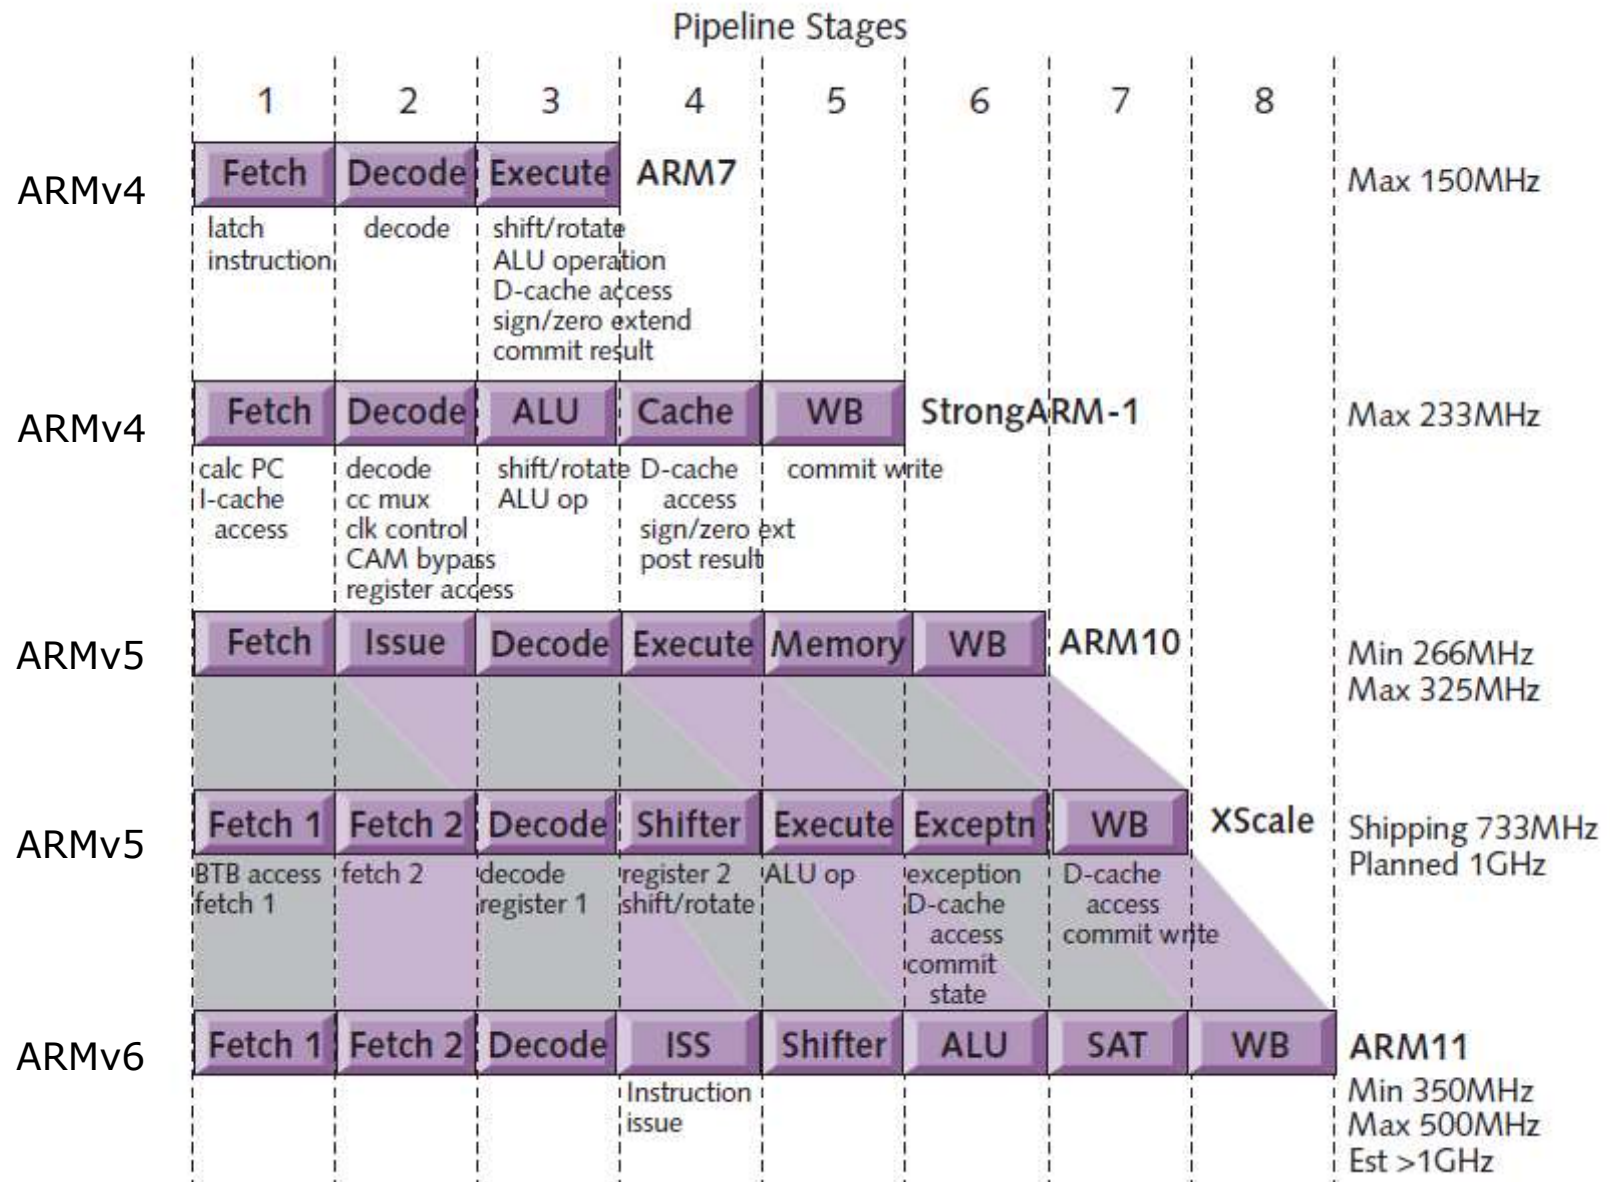 Pipeline Stages
1 2 3 4 5 6 7 8
ARMv4 Fetch Decode Execute ARM7 Max 150MHz
latch decode shift/rotate
instruction ALU operation
D-cache access
sign/zero extend
commit result
ARMv4 Fetch Decode ALU Cache WB StrongARM-1 Max 233MHz
calc PC decode shift/rotate D-cache commit write
I-cache cc mux ALU op access
access clk control sign/zero ext
CAM bypass post result
register access
ARMv5 Fetch Issue Decode Execute Memory WB ARM10 Min 266MHz
Max 325MHz
ARMv5 Fetch 1 Fetch 2 Decode Shifter Execute Exceptn WB XScale Shipping 733MHz
Planned 1GHz
BTB access fetch 2 decode register 2 ALU op exception D-cache
fetch 1 register 1 shift/rotate D-cache access
access commit write
commit
state
ARMv6 Fetch 1 Fetch 2 Decode ISS Shifter ALU SAT WB ARM11
Instruction Min 350MHz
issue Max 500MHz
Est >1GHz